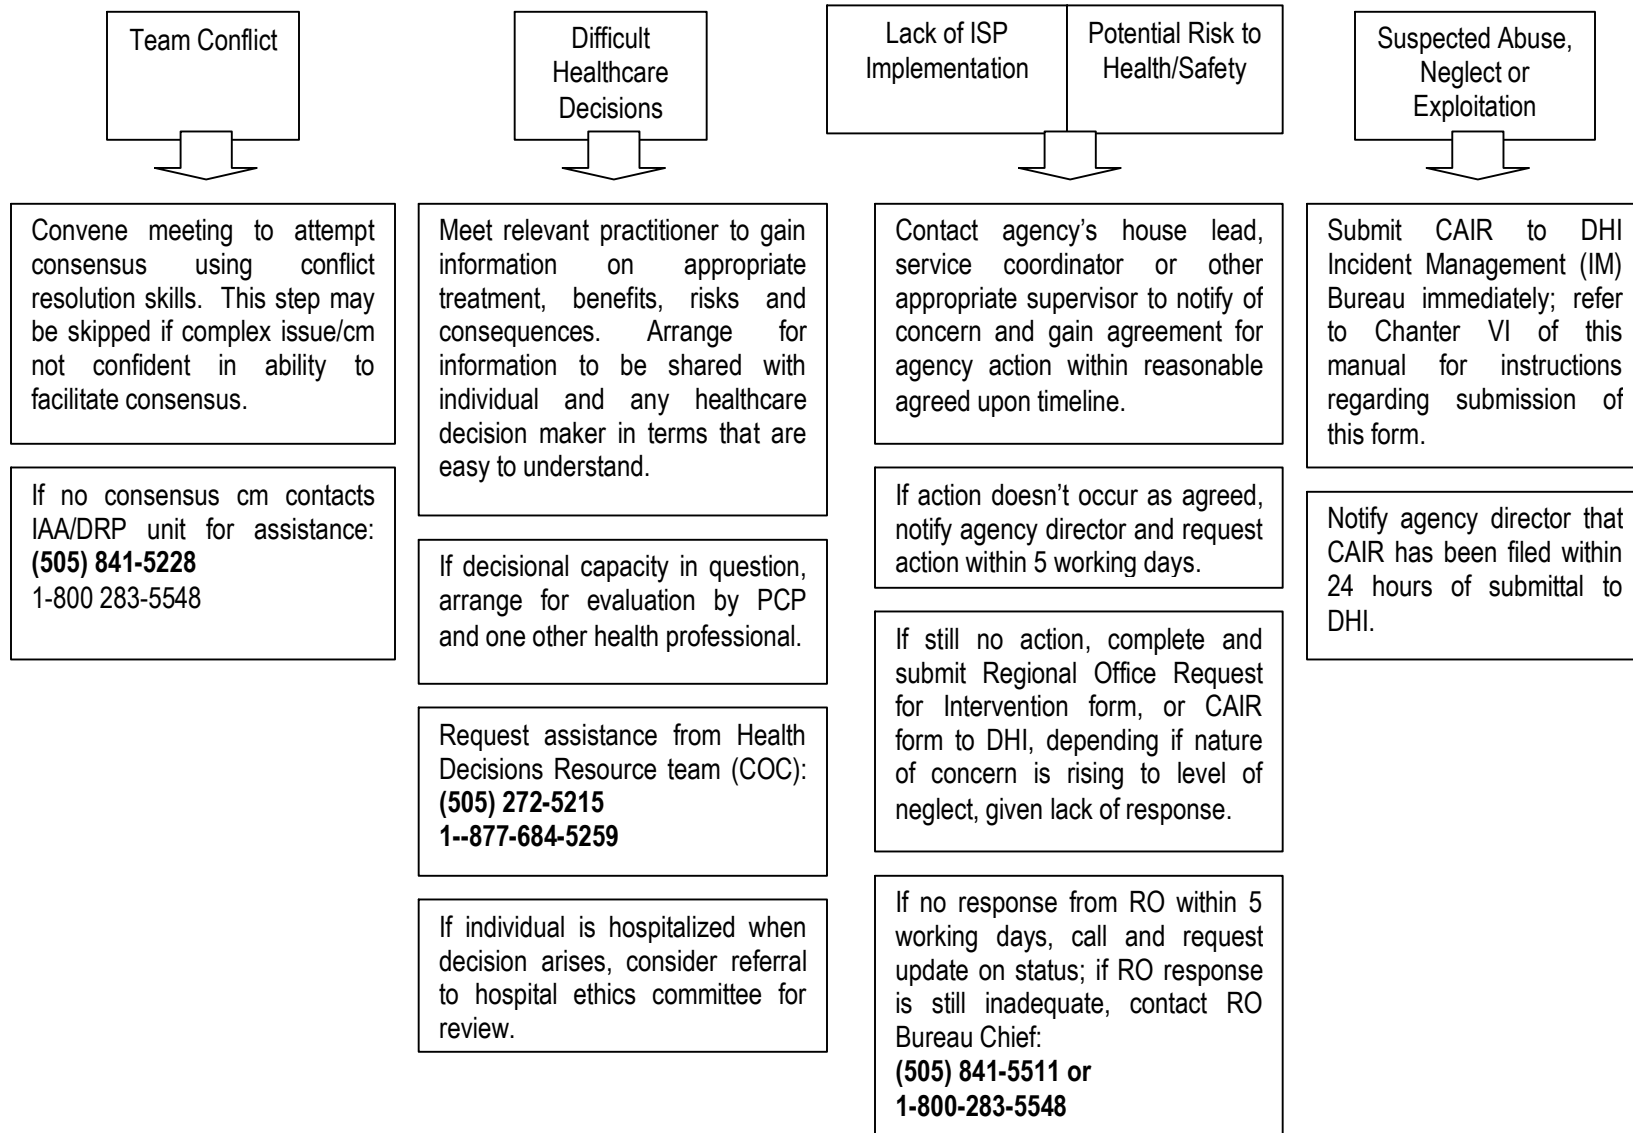 Team Conflict
Difficult
Healthcare
Decisions
Lack of ISP
Implementation
Potential Risk to
Health/Safety
Suspected Abuse,
Neglect or
Exploitation
Convene meeting to attempt
consensus using conflict
resolution skills. This step may
be skipped if complex issue/cm
not confident in ability to
facilitate consensus.
If no consensus cm contacts
IAA/DRP unit for assistance:
(505) 841-5228
1-800 283-5548
Meet relevant practitioner to gain
information on appropriate
treatment, benefits, risks and
consequences. Arrange for
information to be shared with
individual and any healthcare
decision maker in terms that are
easy to understand.
If decisional capacity in question,
arrange for evaluation by PCP
and one other health professional.
Request assistance from Health
Decisions Resource team (COC):
(505) 272-5215
1--877-684-5259
If individual is hospitalized when
decision arises, consider referral
to hospital ethics committee for
review.
Contact agency's house lead,
service coordinator or other
appropriate supervisor to notify of
concern and gain agreement for
agency action within reasonable
agreed upon timeline.
If action doesn't occur as agreed,
notify agency director and request
action within 5 working days.
If still no action, complete and
submit Regional Office Request
for Intervention form, or CAIR
form to DHI, depending if nature
of concern is rising to level of
neglect, given lack of response.
If no response from RO within 5
working days, call and request
update on status; if RO response
is still inadequate, contact RO
Bureau Chief:
(505) 841-5511 or
1-800-283-5548
Submit CAIR to DHI
Incident Management (IM)
Bureau immediately; refer
to Chanter VI of this
manual for instructions
regarding submission of
this form.
Notify agency director that
CAIR has been filed within
24 hours of submittal to
DHI.